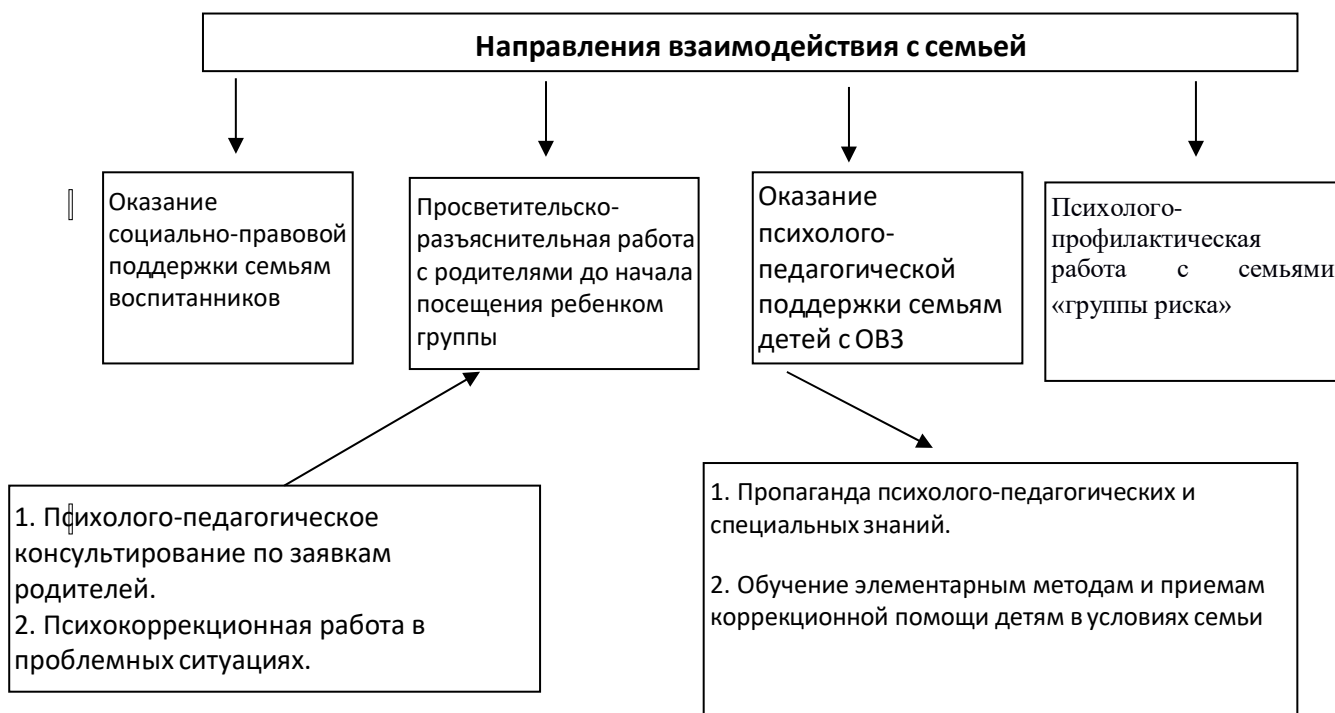 Направления взаимодействия с семьей
Оказание
социально-правовой
поддержки семьям
воспитанников
Просветительско-
разъяснительная работа
с родителями до начала
посещения ребенком
группы
Оказание
психолого-
педагогической
поддержки семьям
детей с ОВЗ
Психолого-
профилактическая
работа с семьями
«группы риска»
1. Психолого-педагогическое
консультирование по заявкам
родителей.
2. Психокоррекционная работа в
проблемных ситуациях.
1. Пропаганда психолого-педагогических и
специальных знаний.
2. Обучение элементарным методам и приемам
коррекционной помощи детям в условиях семьи